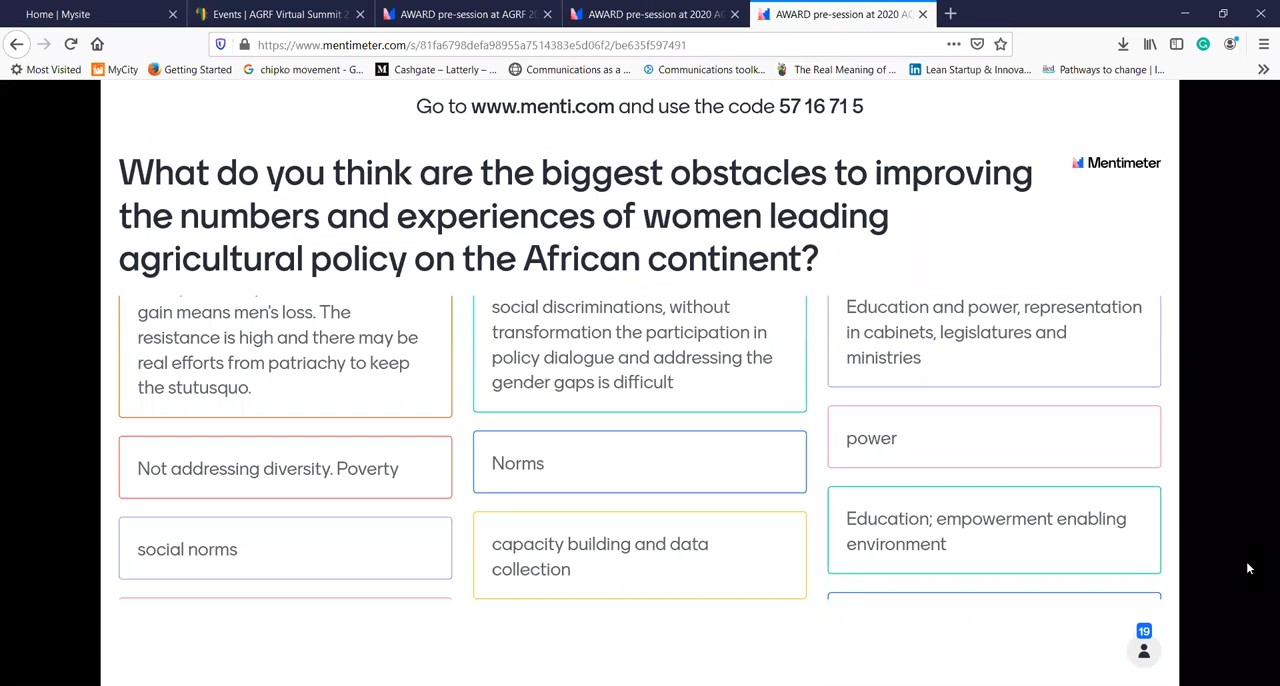 Home | Mysite
Events | AGRF Virtual Summit 2
AWARD pre-session at AGRF 20
AWARD pre-session at 2020 AG
AWARD pre-session at 2020 AG
https://www.mentimeter.com/s/81fa6798defa98955a7514383e5d06f2/be635f597491
Most Visited
MyCity
Getting Started
chipko movement - G...
Cashgate – Latterly –...
Communications as a ...
Communications toolk...
The Real Meaning of ...
Lean Startup & Innova...
iied Pathways to change | I...
Go to www.menti.com and use the code 57 16 71 5
Mentimeter
What do you think are the biggest obstacles to improving
the numbers and experiences of women leading
agricultural policy on the African continent?
gain means men's loss. The
resistance is high and there may be
real efforts from patriachy to keep
the stutusquo.
Not addressing diversity. Poverty
social norms
social discriminations, without
transformation the participation in
policy dialogue and addressing the
gender gaps is difficult
Norms
capacity building and data
collection
Education and power, representation
in cabinets, legislatures and
ministries
power
Education; empowerment enabling
environment
19